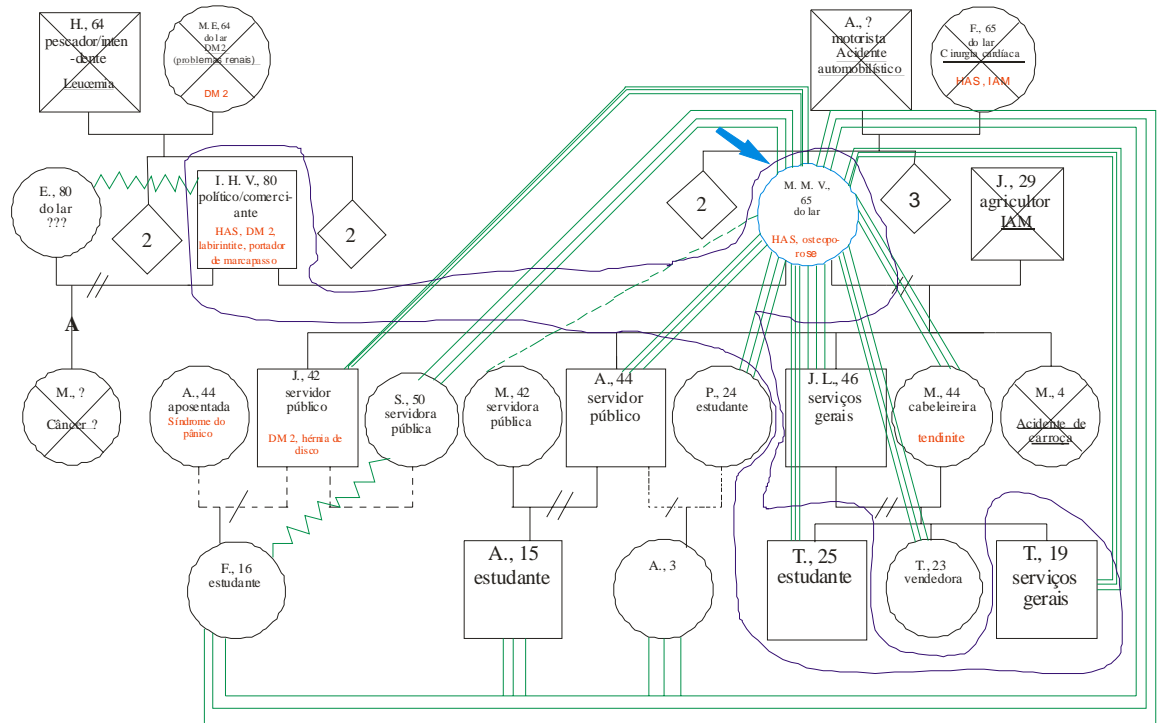 H., 64
pescador/inten
-dente
Leucemia
M. E, 64
do lar
DM2
(problemas renais)
DM 2
A., ?
motorista
Acidente
automobilístico
F., 65
do lar
Cirurgia cardíaca
HAS, IAM
E., 80
do lar
???
2
I. H. V., 80
político/comerci-
ante
HAS, DM 2,
labirintite, portador
de marcapasso
2
2
M. M. V.,
65
do lar
HAS, osteopo-
rose
3
J., 29
agricultor
IAM
A
M., ?
Câncer ?
A., 44
aposentada
Síndrome do
pânico
J., 42
servidor
público
DM 2, hérnia de
disco
S., 50
servidora
pública
M., 42
servidora
pública
A., 44
servidor
público
P., 24
estudante
J. L., 46
serviços
gerais
M., 44
cabeleireira
tendinite
M., 4
Acidente de
carroça
F., 16
estudante
A., 15
estudante
A., 3
T., 25
estudante
T., 23
vendedora
T., 19
serviços
gerais